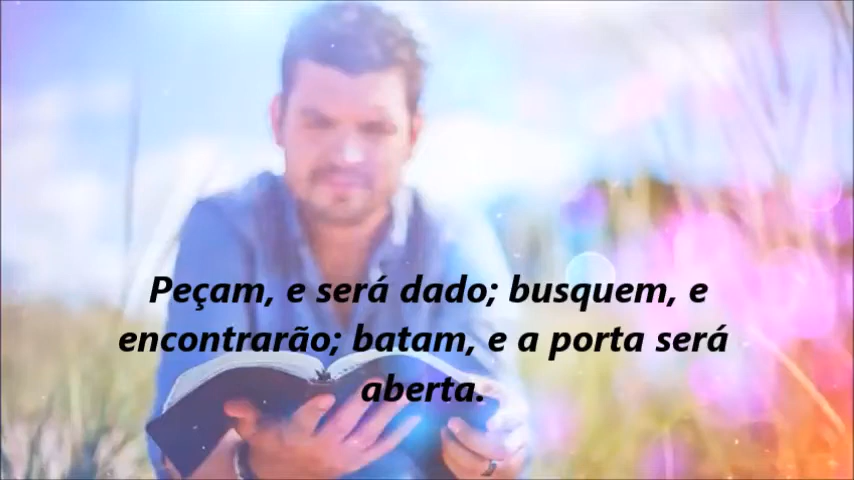 Peçam, e será dado; busquem, e
encontrarão; batam, e a porta será
aberta.